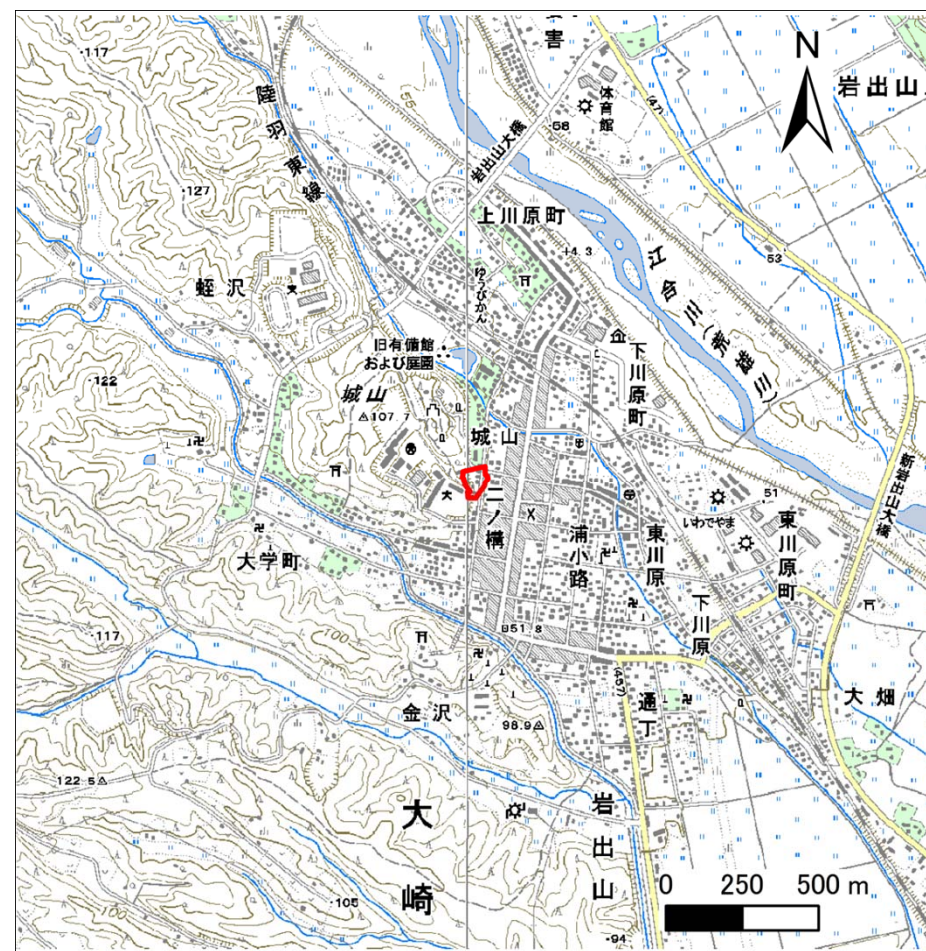 害
N
岩出山
·117
陸羽東線
55
(47)
体育館
58
岩出山大橋
·127
上川原町
+4.3
53
蛭沢
ゆうびかん
江合川(荒雄川)
旧有備館
および庭園
下川原町
·122
城山
△107.7
城山
新岩出山大橋
二ノ構
51
いわでやま
東川原町
東川原
浦小路
大学町
下川原
·117
100
51.8
(457)
通丁
大畑
金沢
98.9△
122.5△
大崎
岩出山
0 250 500 m
·105
100
·94